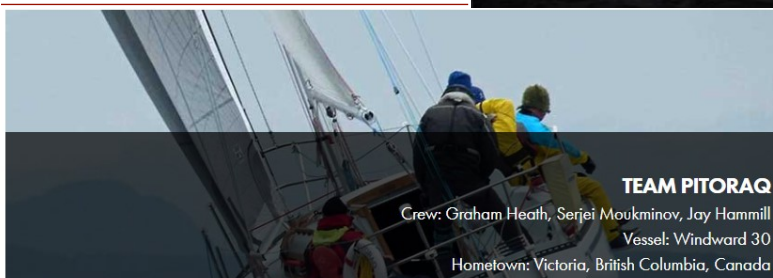 TEAM PITORAQ
Crew: Graham Heath, Serjei Moukminov, Jay Hammill
Vessel: Windward 30
Hometown: Victoria, British Columbia, Canada